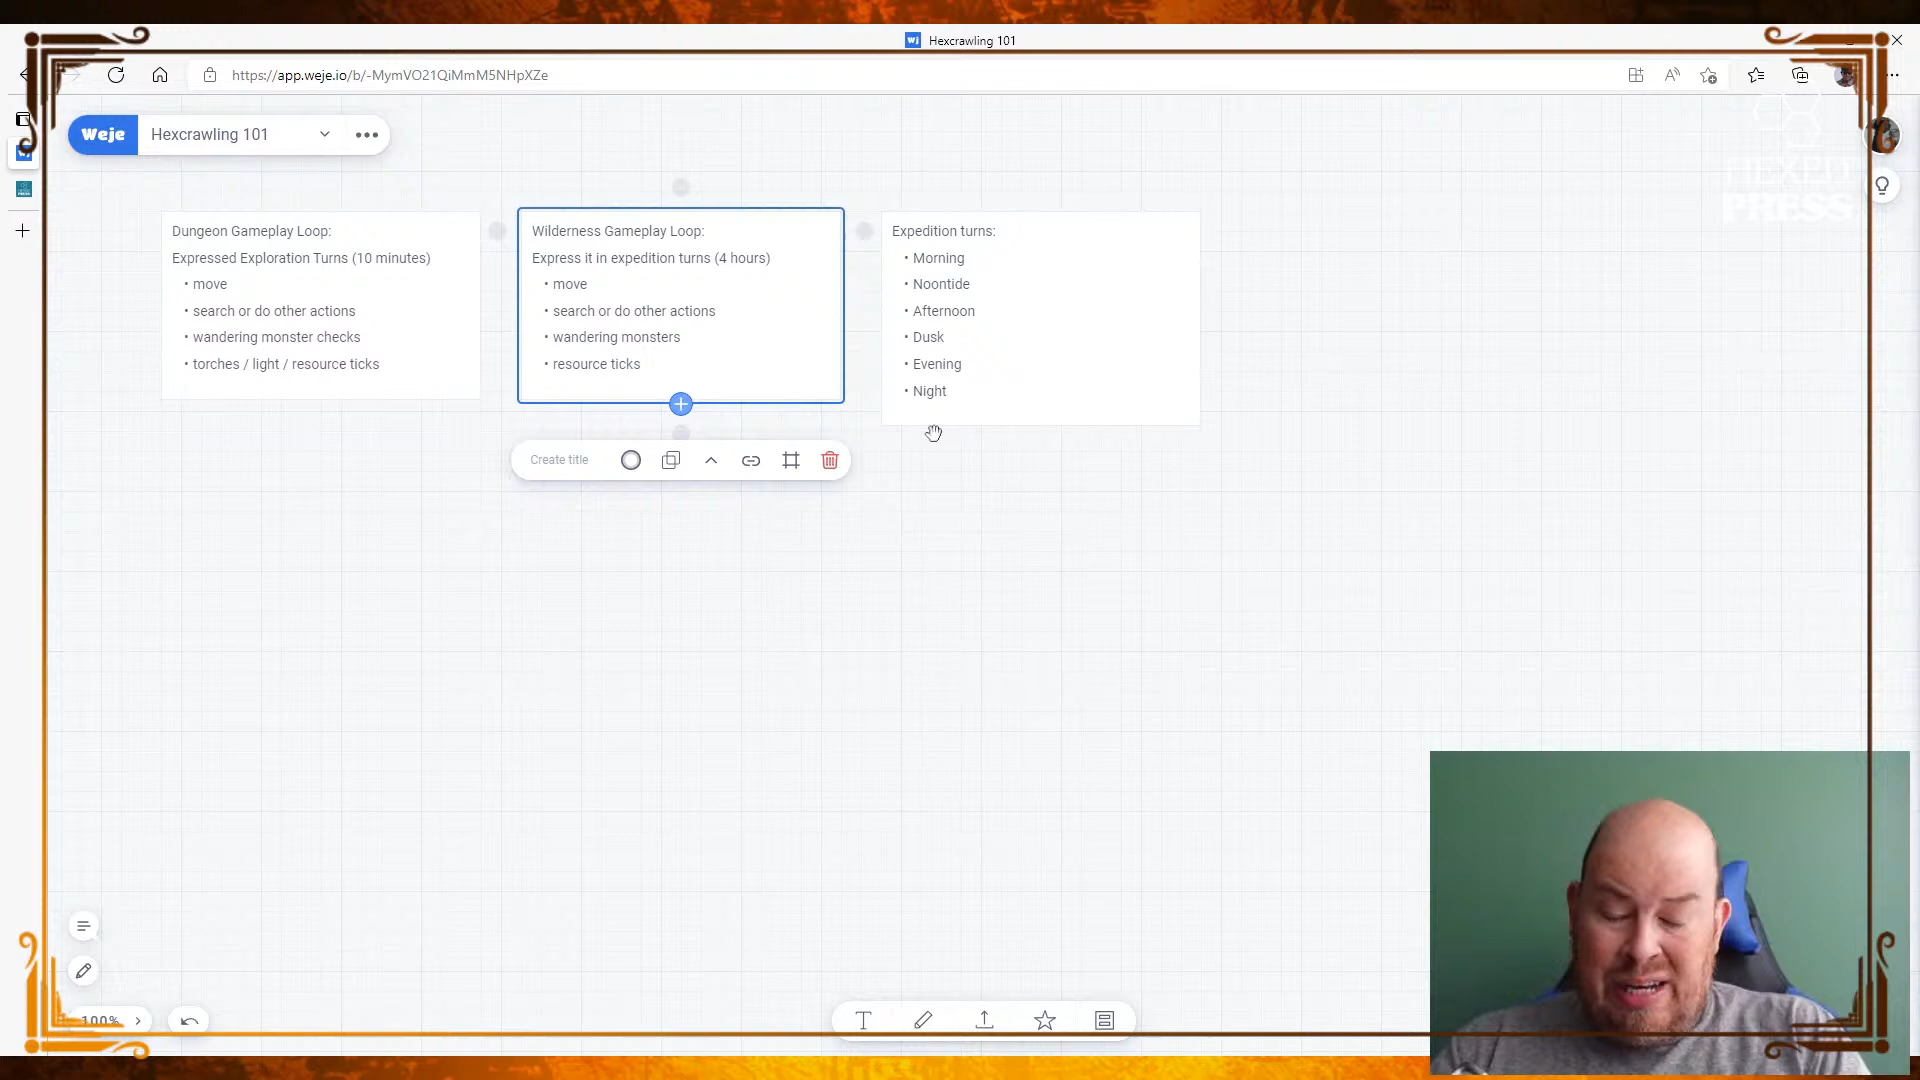 Hexcrawling 101
https://app.weje.io/b/-MymVO21QiMmM5NHpXZe
Weje
Hexcrawling 101
HEXED
PRESS
Dungeon Gameplay Loop:
Expressed Exploration Turns (10 minutes)
• move
• search or do other actions
• wandering monster checks
• torches / light / resource ticks
Wilderness Gameplay Loop:
Express it in expedition turns (4 hours)
• move
• search or do other actions
• wandering monsters
• resource ticks
Expedition turns:
• Morning
• Noontide
• Afternoon
• Dusk
• Evening
• Night
Create title
100%